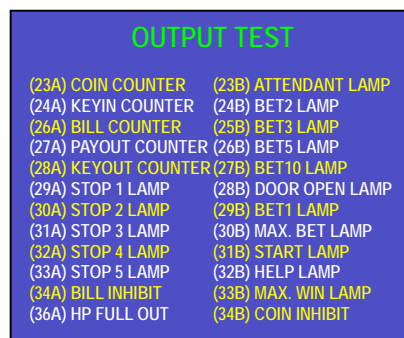 OUTPUT TEST
(23A) COIN COUNTER (23B) ATTENDANT LAMP
(24A) KEYIN COUNTER (24B) BET2 LAMP
(26A) BILL COUNTER (25B) BET3 LAMP
(27A) PAYOUT COUNTER (26B) BET5 LAMP
(28A) KEYOUT COUNTER (27B) BET10 LAMP
(29A) STOP 1 LAMP (28B) DOOR OPEN LAMP
(30A) STOP 2 LAMP (29B) BET1 LAMP
(31A) STOP 3 LAMP (30B) MAX. BET LAMP
(32A) STOP 4 LAMP (31B) START LAMP
(33A) STOP 5 LAMP (32B) HELP LAMP
(34A) BILL INHIBIT (33B) MAX. WIN LAMP
(36A) HP FULL OUT (34B) COIN INHIBIT